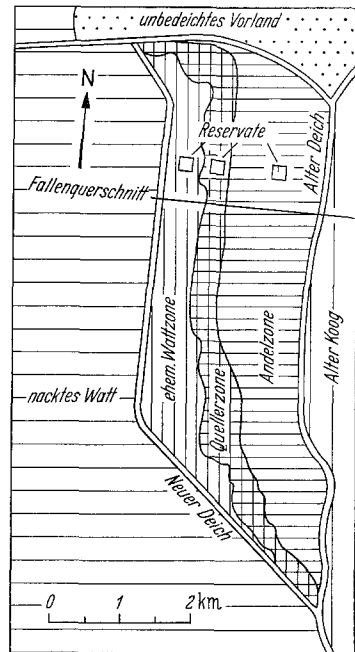 unbedeichtes Vorland
N
Reservate
Alter Deich
Fallenquerschnitt
ehem. Wattzone
Quellerzone
Andelzone
Alter Koog
nacktes Watt
Neuer Deich
0 1 2 km